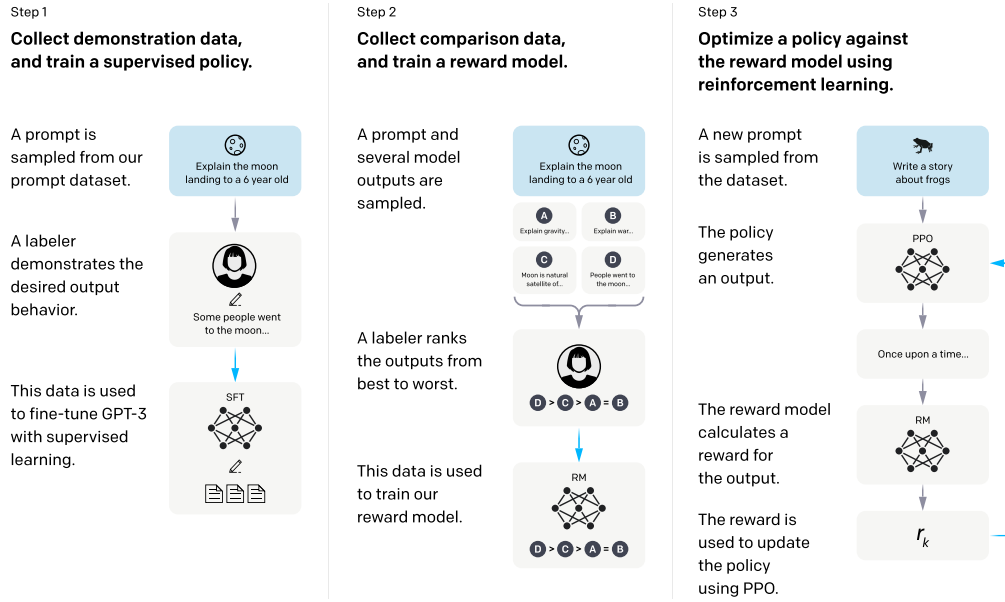 Step 1
Collect demonstration data,
and train a supervised policy.
A prompt is
sampled from our
prompt dataset.
Explain the moon
landing to a 6 year old
A labeler
demonstrates the
desired output
behavior.
Some people went
to the moon...
This data is used
to fine-tune GPT-3
with supervised
learning.
SFT
Step 2
Collect comparison data,
and train a reward model.
A prompt and
several model
outputs are
sampled.
Explain the moon
landing to a 6 year old
A
Explain gravity...
B
Explain war...
C
Moon is natural
satellite of...
D
People went to
the moon...
A labeler ranks
the outputs from
best to worst.
D > C > A = B
This data is used
to train our
reward model.
RM
D > C > A = B
Step 3
Optimize a policy against
the reward model using
reinforcement learning.
A new prompt
is sampled from
the dataset.
Write a story
about frogs
The policy
generates
an output.
PPO
Once upon a time...
The reward model
calculates a
reward for
the output.
RM
The reward is
used to update
the policy
using PPO.
r_k